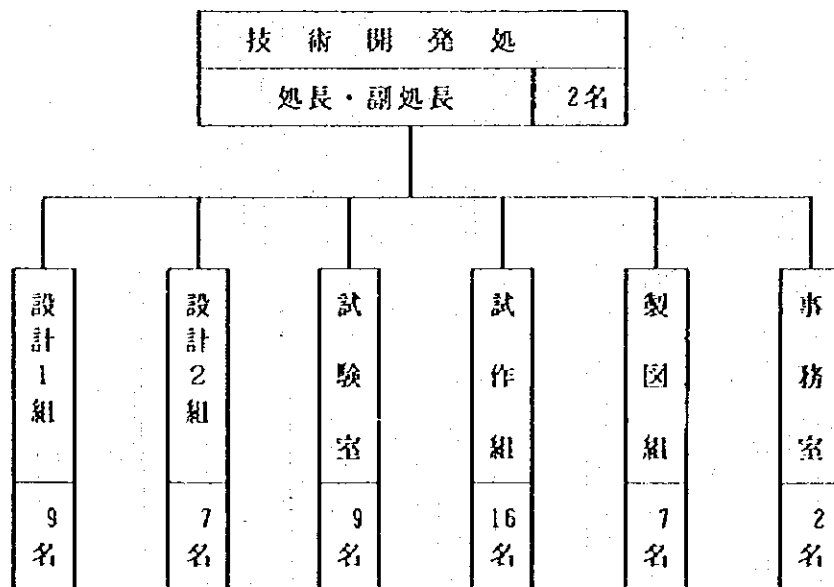 技術開発処
処長・副処長 2名
設計1組 9名
設計2組 7名
試験室 9名
試作組 16名
製図組 7名
事務室 2名